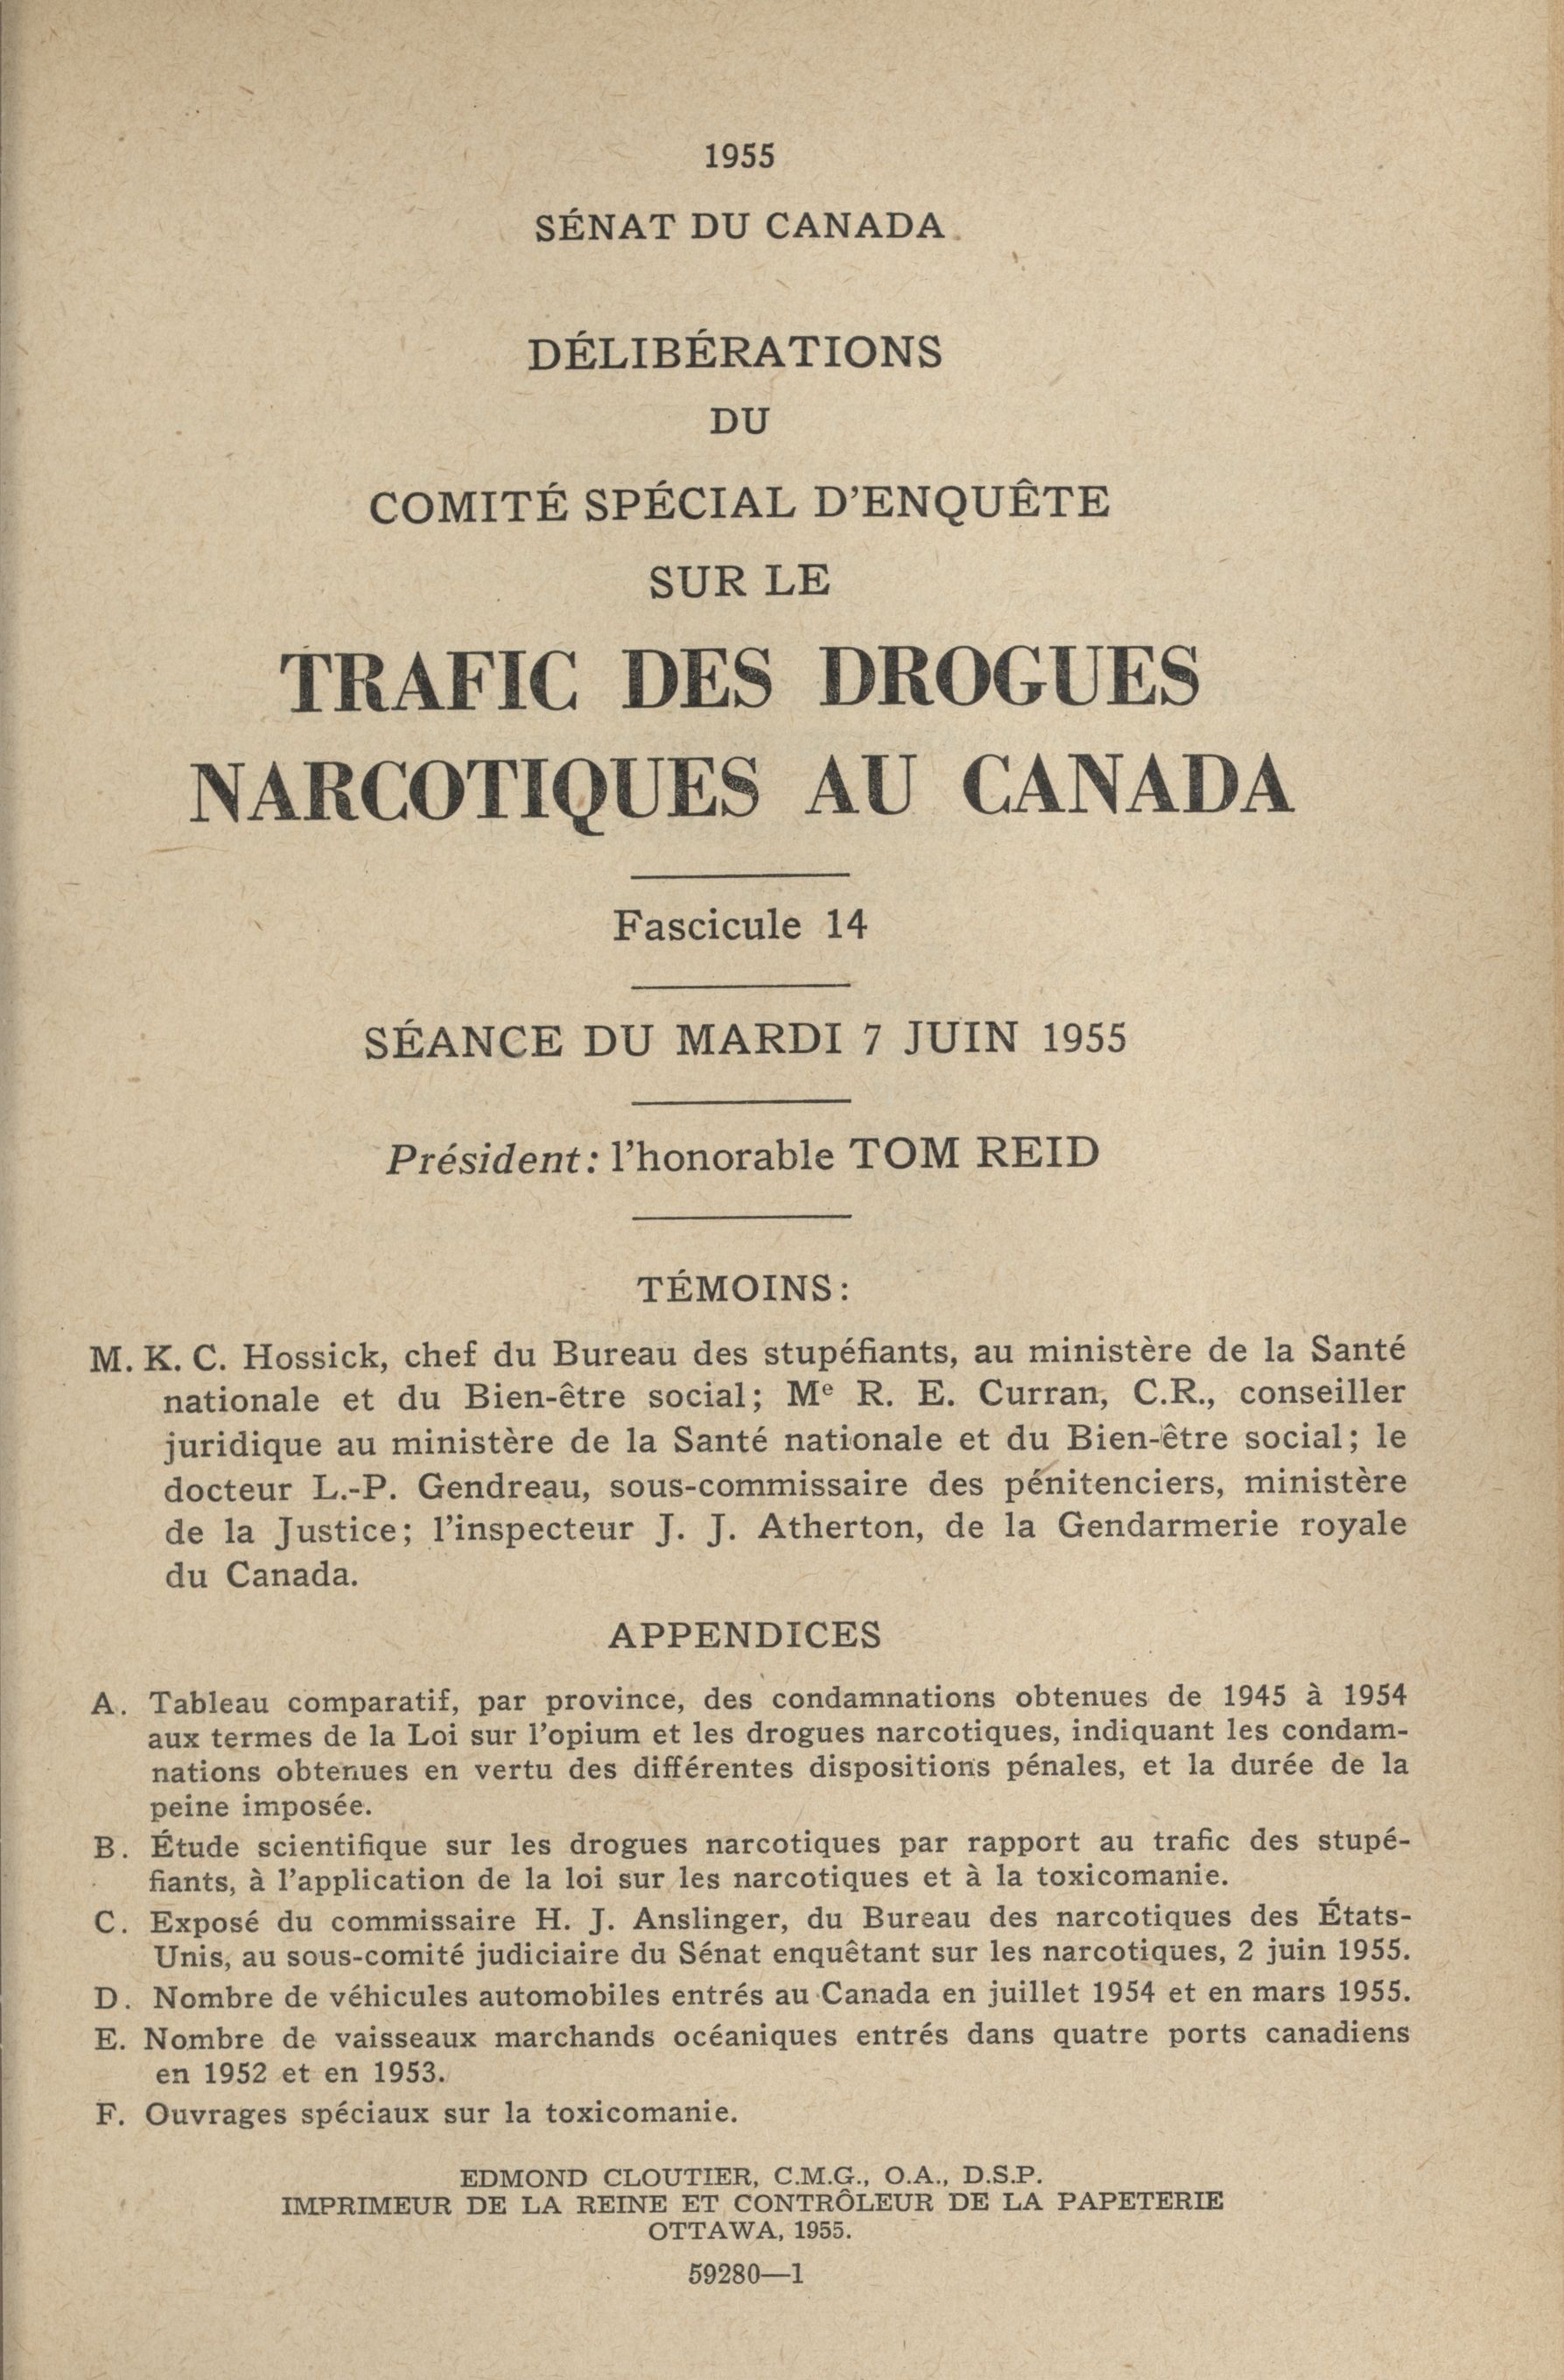 1955
SÉNAT DU CANADA
DÉLIBÉRATIONS
DU
COMITÉ SPÉCIAL D'ENQUÊTE
SUR LE
TRAFIC DES DROGUES
NARCOTIQUES AU CANADA
Fascicule 14
SÉANCE DU MARDI 7 JUIN 1955
Président: l'honorable TOM REID
TÉMOINS:
M. K. C. Hossick, chef du Bureau des stupéfiants, au ministère de la Santé
nationale et du Bien-être social; Me R. E. Curran, C.R., conseiller
juridique au ministère de la Santé nationale et du Bien-être social; le
docteur L.-P. Gendreau, sous-commissaire des pénitenciers, ministère
de la Justice; l'inspecteur J. J. Atherton, de la Gendarmerie royale
du Canada.
APPENDICES
A. Tableau comparatif, par province, des condamnations obtenues de 1945 à 1954
aux termes de la Loi sur l'opium et les drogues narcotiques, indiquant les condam-
nations obtenues en vertu des différentes dispositions pénales, et la durée de la
peine imposée.
B. Étude scientifique sur les drogues narcotiques par rapport au trafic des stupé-
fiants, à l'application de la loi sur les narcotiques et à la toxicomanie.
C. Exposé du commissaire H. J. Anslinger, du Bureau des narcotiques des États-
Unis, au sous-comité judiciaire du Sénat enquêtant sur les narcotiques, 2 juin 1955.
D. Nombre de véhicules automobiles entrés au Canada en juillet 1954 et en mars 1955.
E. Nombre de vaisseaux marchands océaniques entrés dans quatre ports canadiens
en 1952 et en 1953.
F. Ouvrages spéciaux sur la toxicomanie.
EDMOND CLOUTIER, C.M.G., O.A., D.S.P.
IMPRIMEUR DE LA REINE ET CONTRÔLEUR DE LA PAPETERIE
OTTAWA, 1955.
59280—1